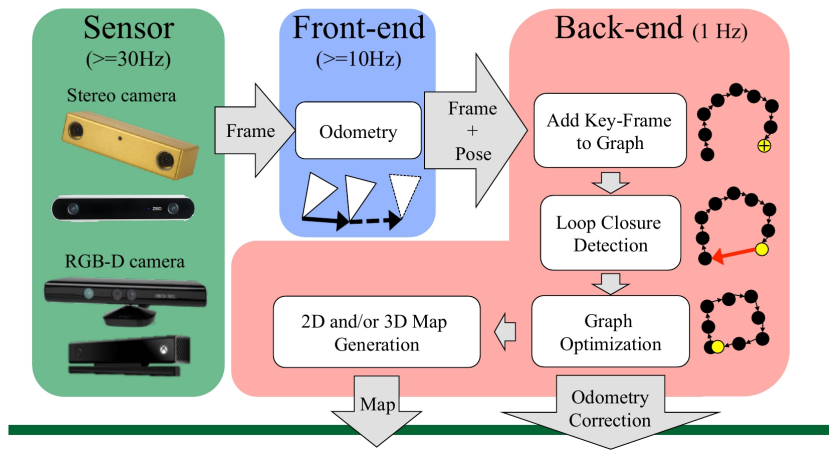 Sensor
(>=30Hz)
Stereo camera
RGB-D camera
Frame
Front-end
(>=10Hz)
Odometry
Frame
+
Pose
Back-end (1 Hz)
Add Key-Frame
to Graph
Loop Closure
Detection
Graph
Optimization
2D and/or 3D Map
Generation
Map
Odometry
Correction